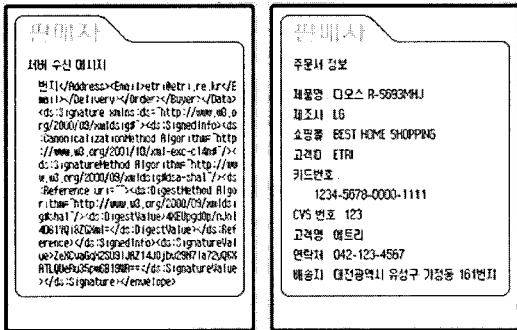 판매자
서버 수신 메시지
번지</Address><Email>etri@etri.re.kr</E
mail></Delivery></Order></Buyer></Data>
<ds:Signature xmlns:ds="http://www.w3.o
rg/2000/09/xmldsig#"><ds:SignedInfo><ds
:CanonicalizationMethod Algorithm="http
://www.w3.org/2001/10/xml-exc-c14n#"/><
ds:SignatureMethod Algorithm="http://ww
w.w3.org/2000/09/xmldsig#dsa-sha1"/><ds
:Reference uri=""><ds:DigestMethod Algo
rithm="http://www.w3.org/2000/09/xmldsi
g#sha1"/><ds:DigestValue>
</ds:DigestValue></ds:Ref
erence></ds:SignedInfo><ds:SignatureVal
ue>
</ds:SignatureValue
></ds:Signature></envelope>
판매자
주문서 정보
제품명 디오스 R-S693MHJ
제조사 LG
쇼핑몰 BEST HOME SHOPPING
고객ID ETRI
카드번호
1234-5678-0000-1111
CVS 번호 123
고객명 에트리
연락처 042-123-4567
배송지 대전광역시 유성구 가정동 161번지